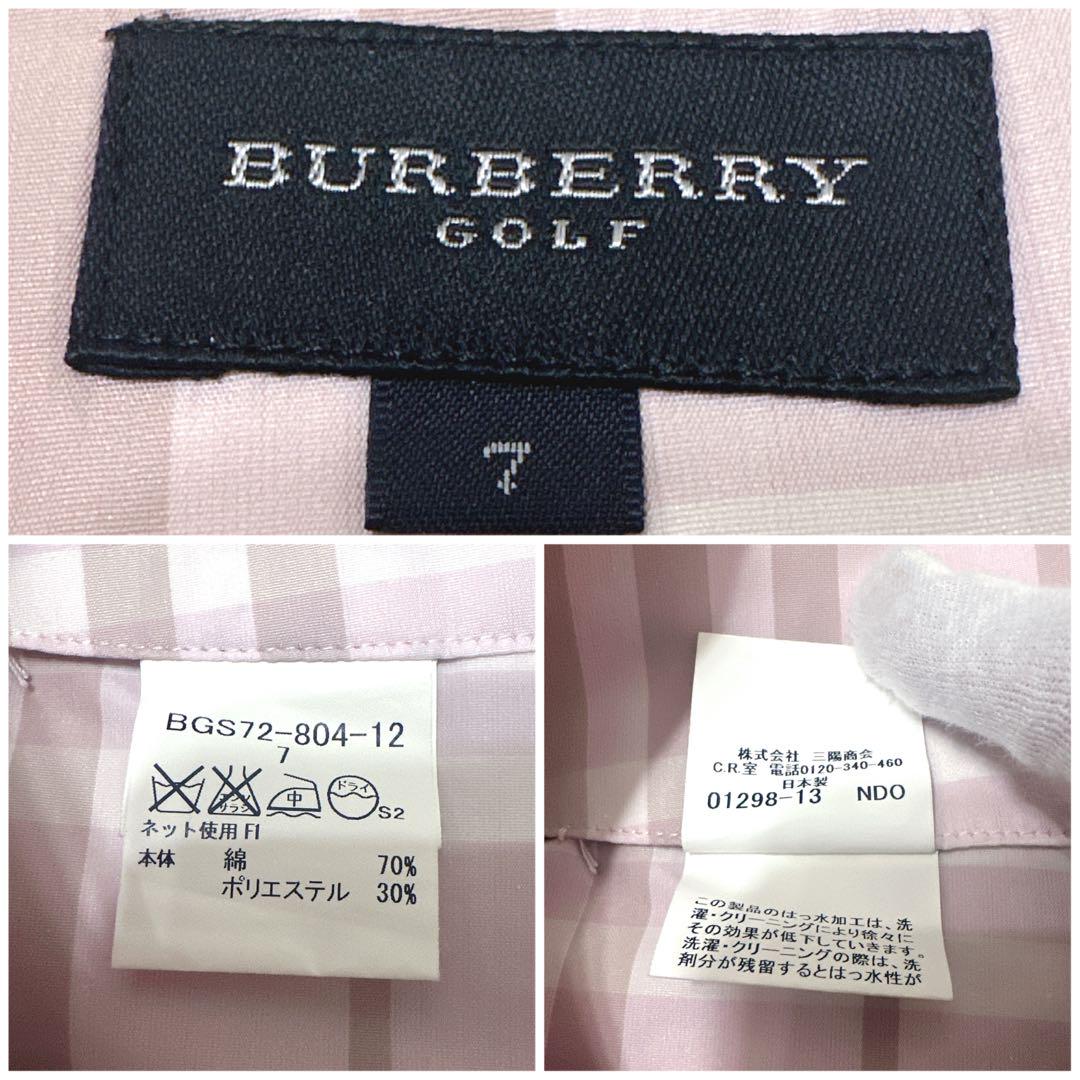 BURBERRY
GOLF
7
BGS72-804-12
7
中
ドライ
S2
ネット使用 FI
本体 綿 70%
ポリエステル 30%
株式会社 三陽商会
C.R.室 電話0120-340-460
日本製
01298-13 NDO
この製品のはっ水加工は、洗
濯・クリーニングにより徐々に
その効果が低下していきます。
洗濯・クリーニングの際は、洗
剤分が残留するとはっ水性が